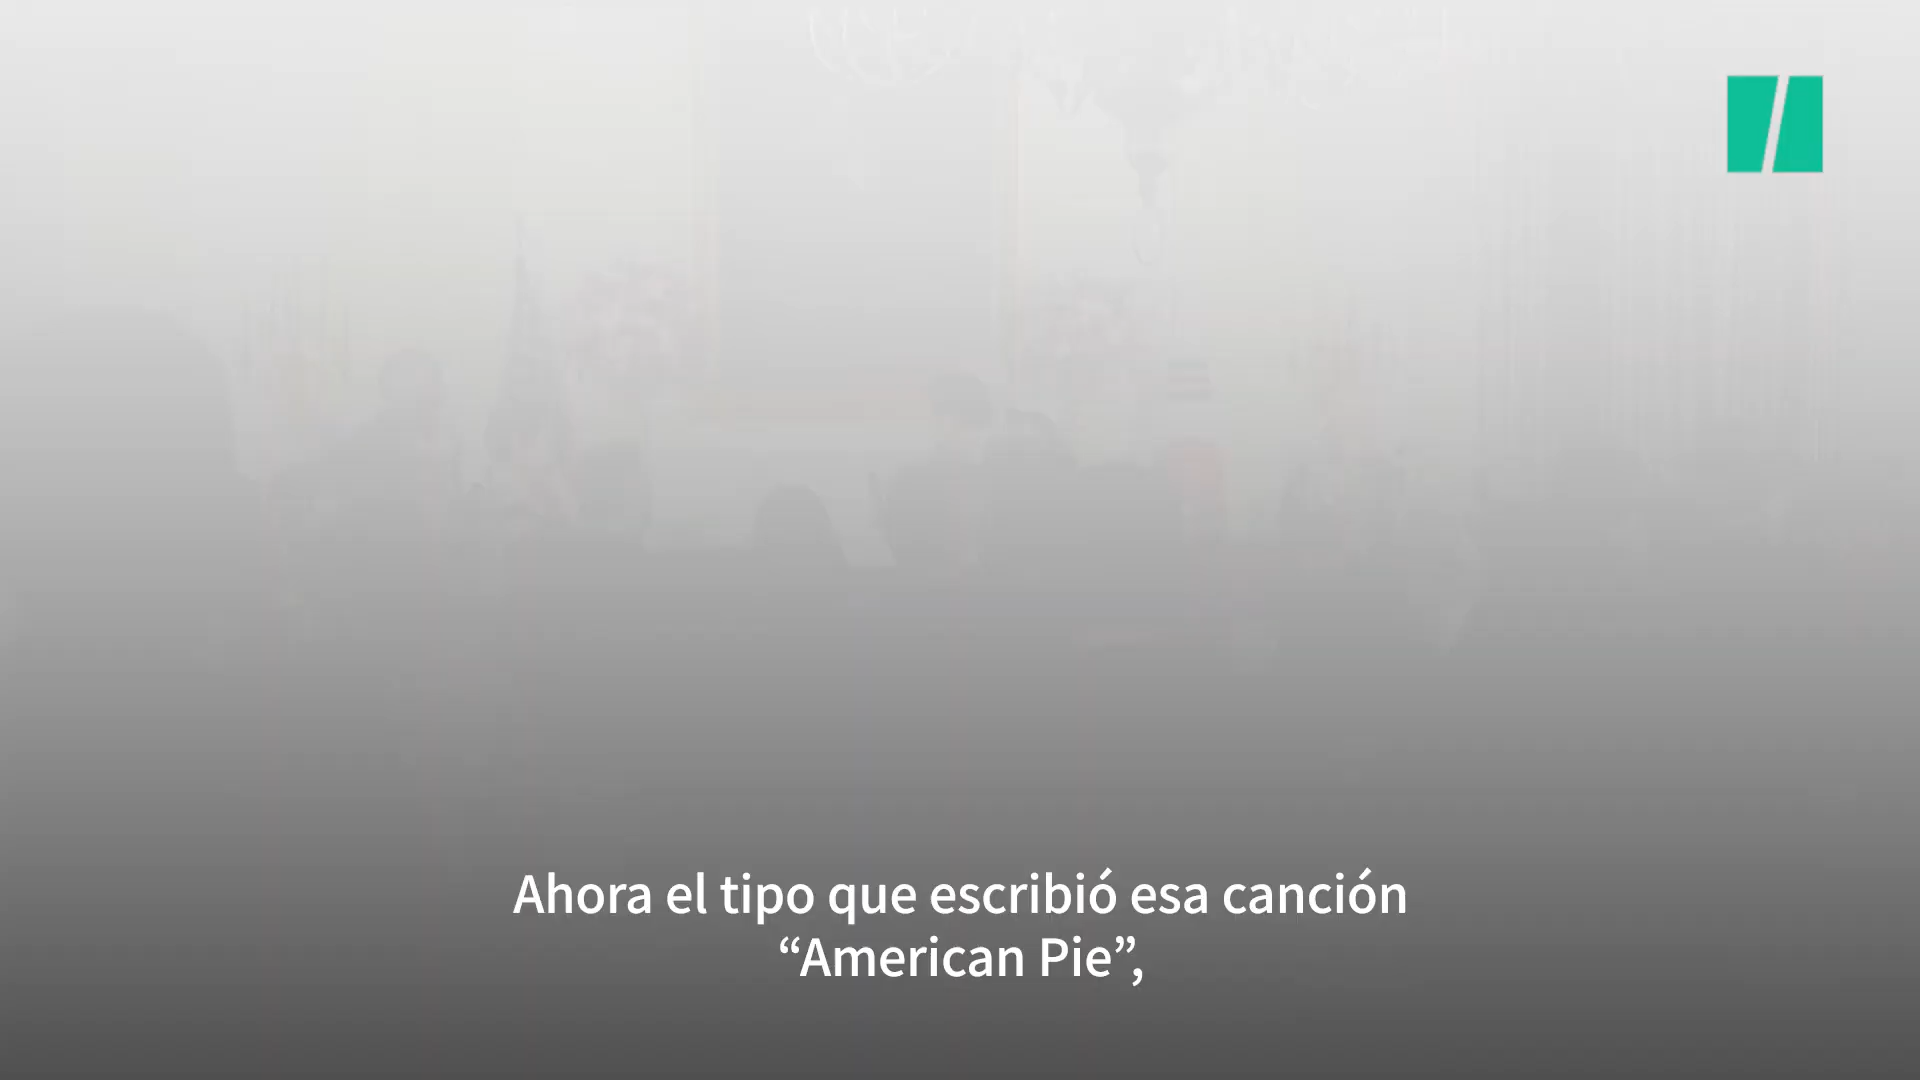 Ahora el tipo que escribió esa canción
“American Pie”,